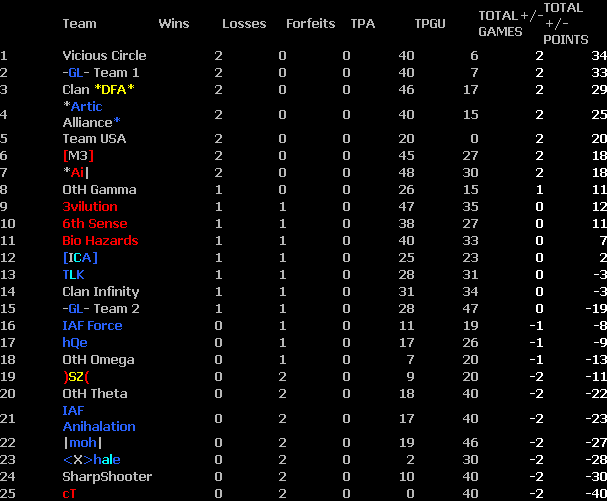 Team Wins Losses Forfeits TPA TPGU TOTAL +/- GAMES TOTAL +/- POINTS
1 Vicious Circle 2 0 0 40 6 2 34
2 -GL- Team 1 2 0 0 40 7 2 33
3 Clan *DFA* 2 0 0 46 17 2 29
4 *Artic Alliance* 2 0 0 40 15 2 25
5 Team USA 2 0 0 20 0 2 20
6 [M3] 2 0 0 45 27 2 18
7 *Ai| 2 0 0 48 30 2 18
8 OtH Gamma 1 0 0 26 15 1 11
9 3vilution 1 1 0 47 35 0 12
10 6th Sense 1 1 0 38 27 0 11
11 Bio Hazards 1 1 0 40 33 0 7
12 [ICA] 1 1 0 25 23 0 2
13 TLK 1 1 0 28 31 0 -3
14 Clan Infinity 1 1 0 31 34 0 -3
15 -GL- Team 2 1 1 0 28 47 0 -19
16 IAF Force 0 1 0 11 19 -1 -8
17 hQe 0 1 0 17 26 -1 -9
18 OtH Omega 0 1 0 7 20 -1 -13
19 )SZ( 0 2 0 9 20 -2 -11
20 OtH Theta 0 2 0 18 40 -2 -22
21 IAF Anihalation 0 2 0 17 40 -2 -23
22 |moh| 0 2 0 19 46 -2 -27
23 <X>hale 0 2 0 2 30 -2 -28
24 SharpShooter 0 2 0 10 40 -2 -30
25 cT 0 2 0 0 40 -2 -40